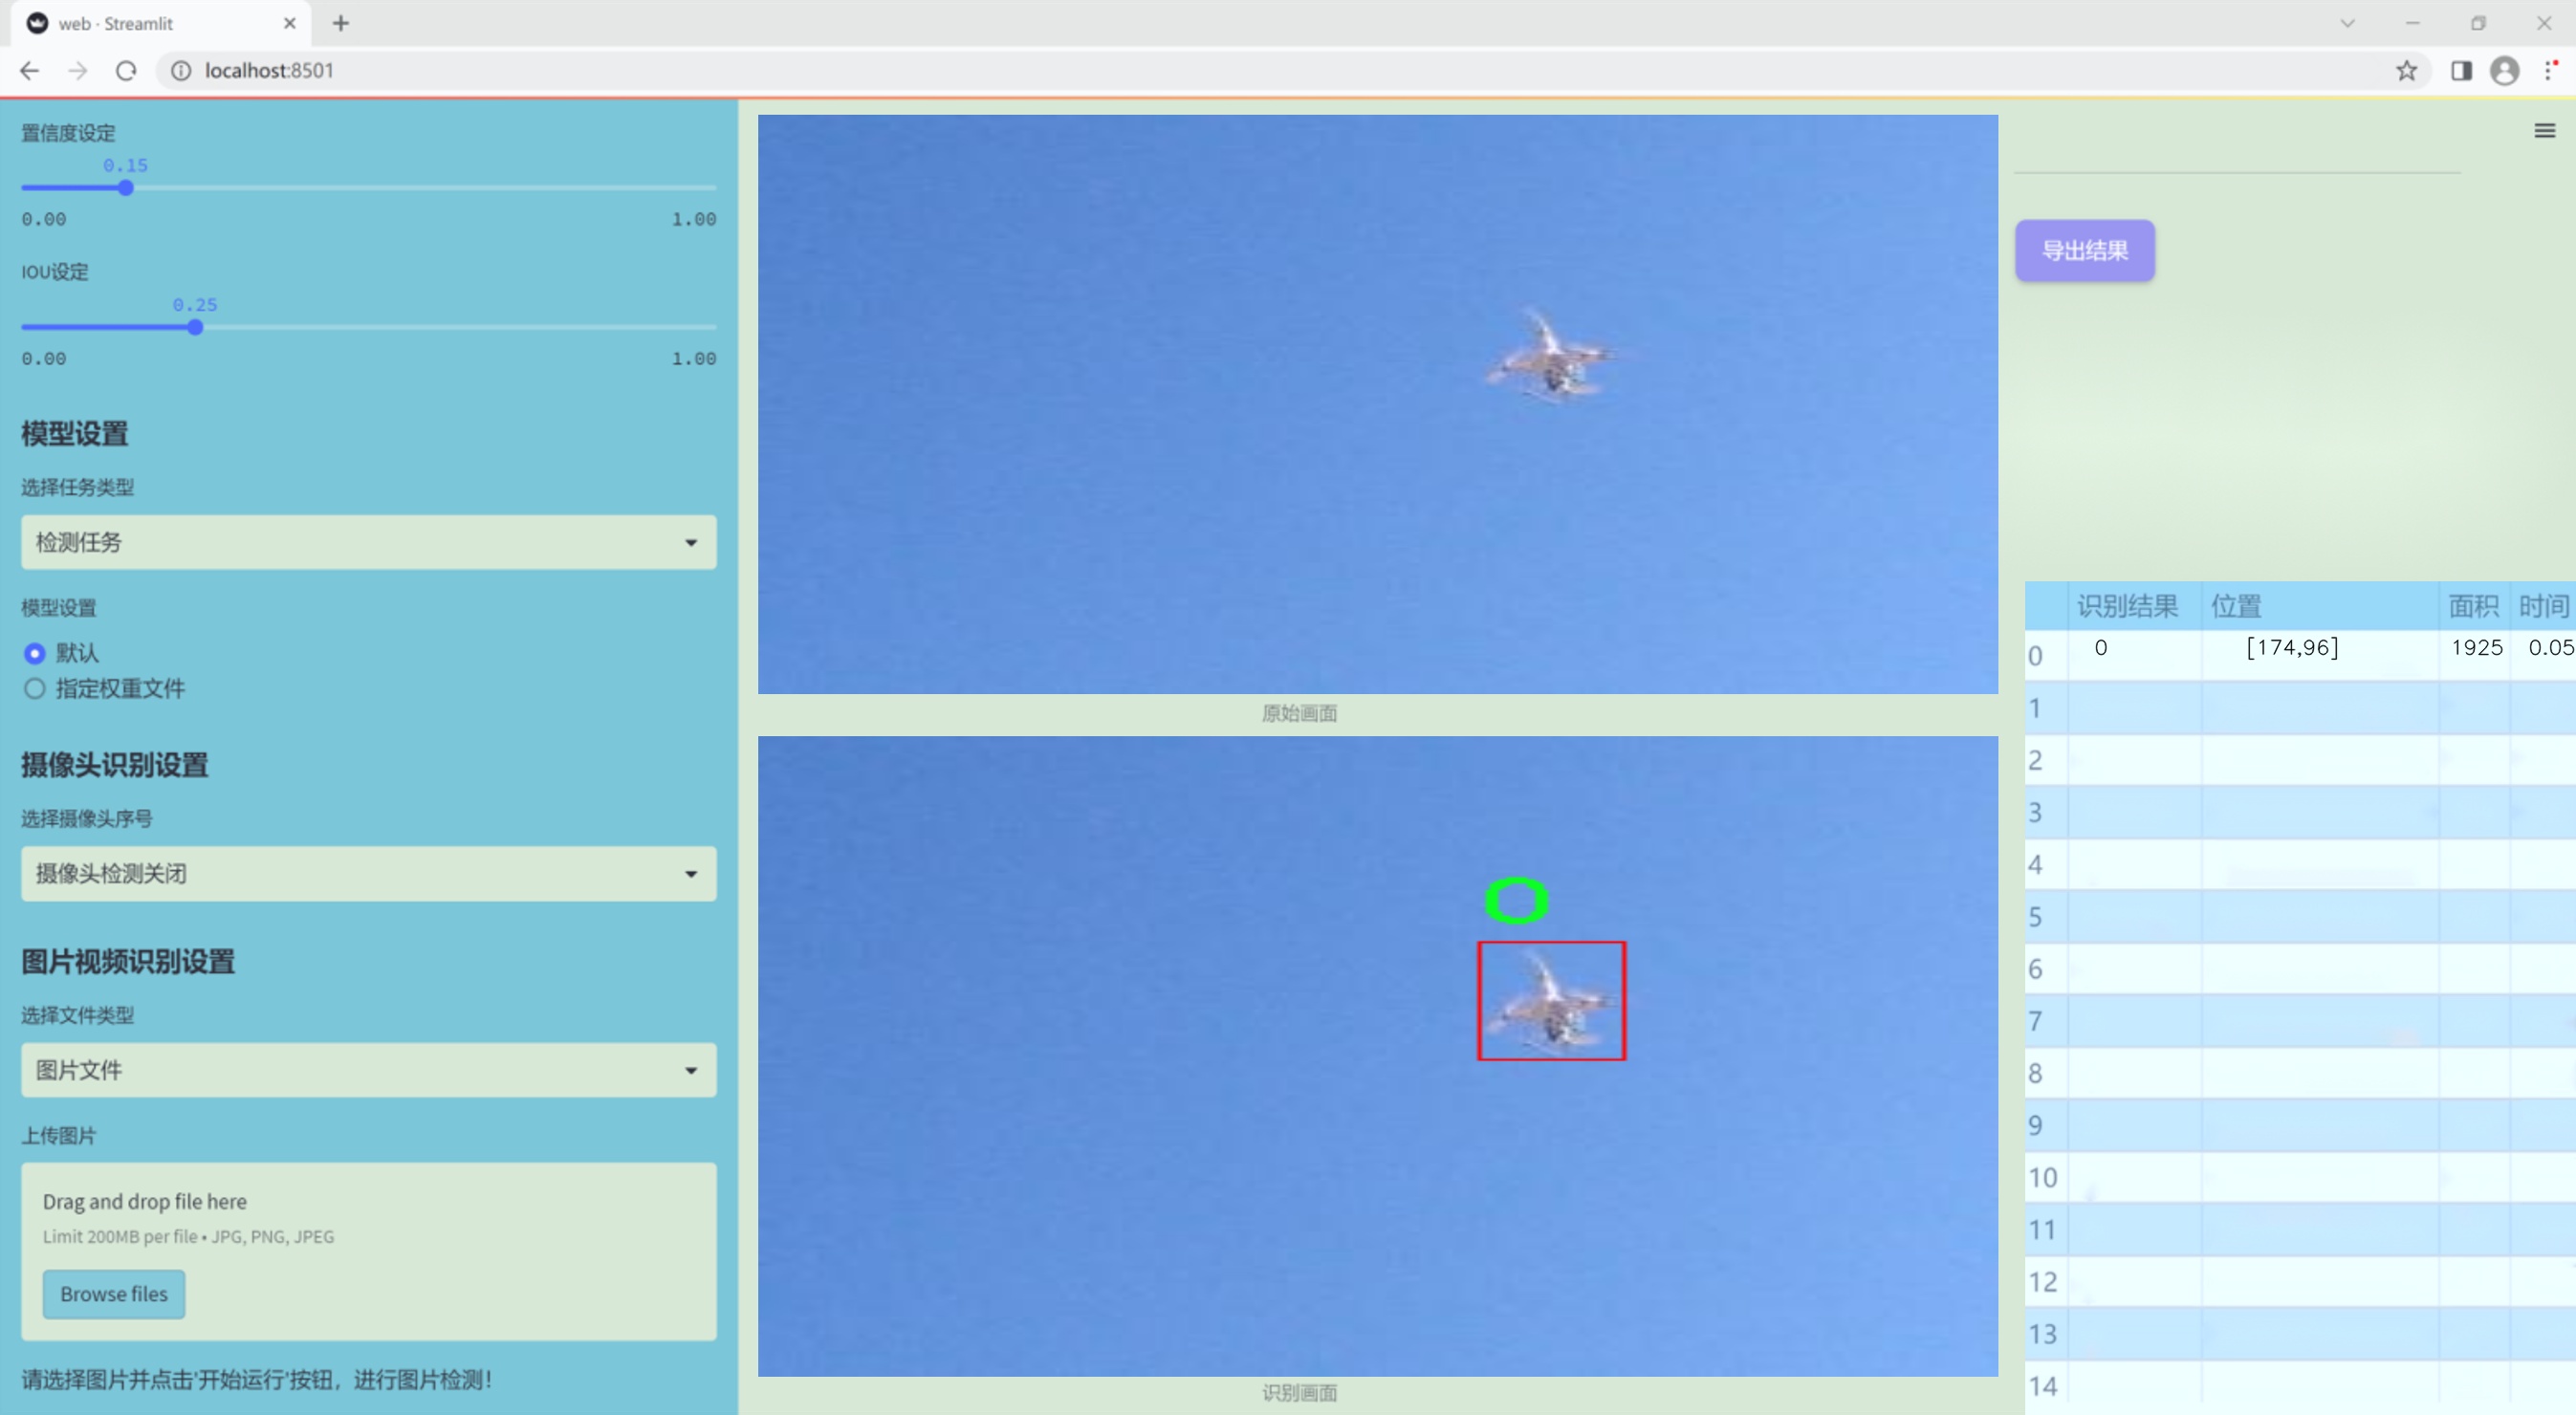 web · Streamlit
localhost:8501
置信度设定
0.15
0.00 1.00
IOU设定
0.25
0.00 1.00
模型设置
选择任务类型
检测任务
模型设置
默认
指定权重文件
摄像头识别设置
选择摄像头序号
摄像头检测关闭
图片视频识别设置
选择文件类型
图片文件
上传图片
Drag and drop file here
Limit 200MB per file • JPG, PNG, JPEG
Browse files
请选择图片并点击'开始运行'按钮，进行图片检测！
原始画面
0
识别画面
导出结果
识别结果 位置 面积 时间
0 0 [174,96] 1925 0.05
1
2
3
4
5
6
7
8
9
10
11
12
13
14